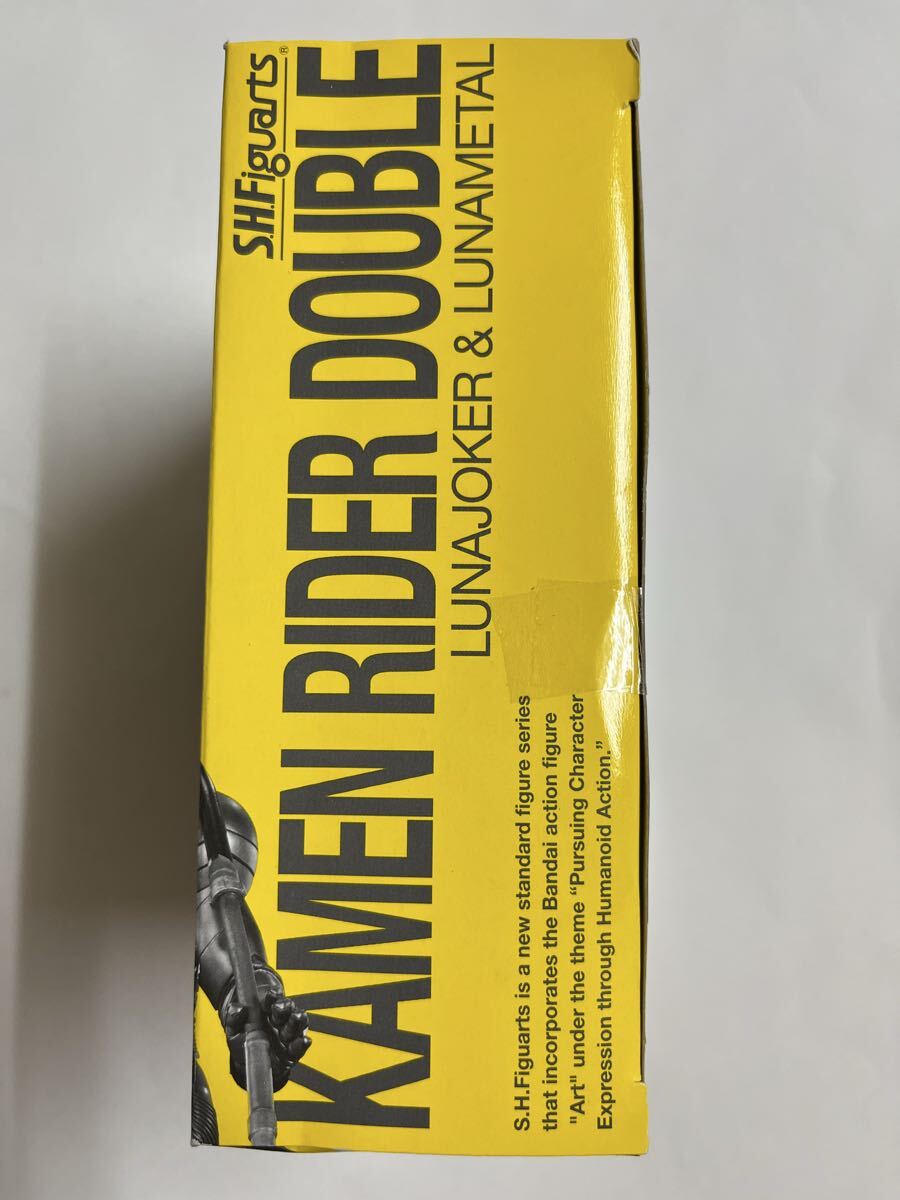 S.H.Figuarts®
KAMEN RIDER DOUBLE
LUNAJOKER & LUNAMETAL
S.H.Figuarts is a new standard figure series
that incorporates the Bandai action figure
"Art" under the theme “Pursuing Character
Expression through Humanoid Action.”